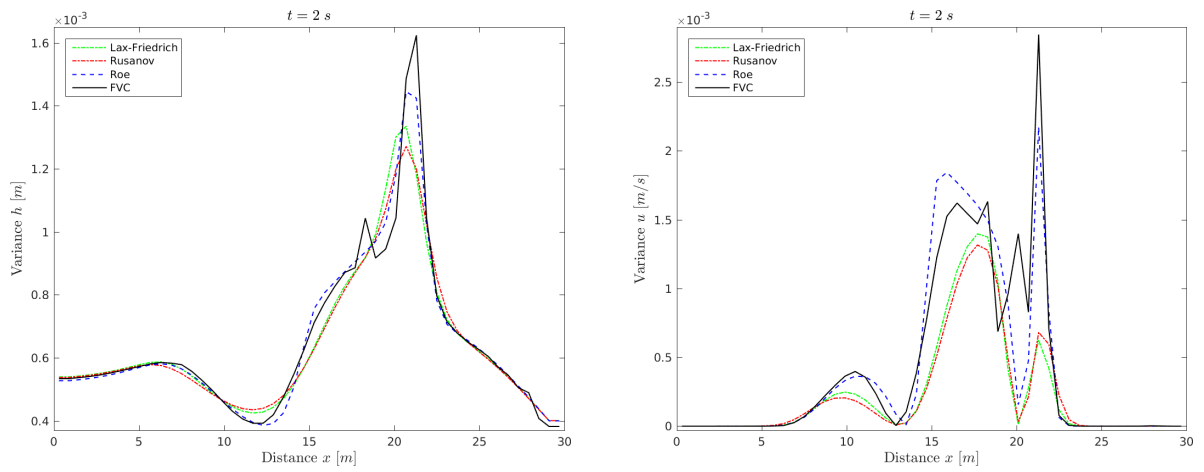 t = 2 s
×10⁻³
Lax-Friedrich
Rusanov
Roe
FVC
1.6
1.4
1.2
1
0.8
0.6
0.4
Variance h [m]
0 5 10 15 20 25 30
Distance x [m]
t = 2 s
×10⁻³
Lax-Friedrich
Rusanov
Roe
FVC
2.5
2
1.5
1
0.5
0
Variance u [m/s]
0 5 10 15 20 25 30
Distance x [m]